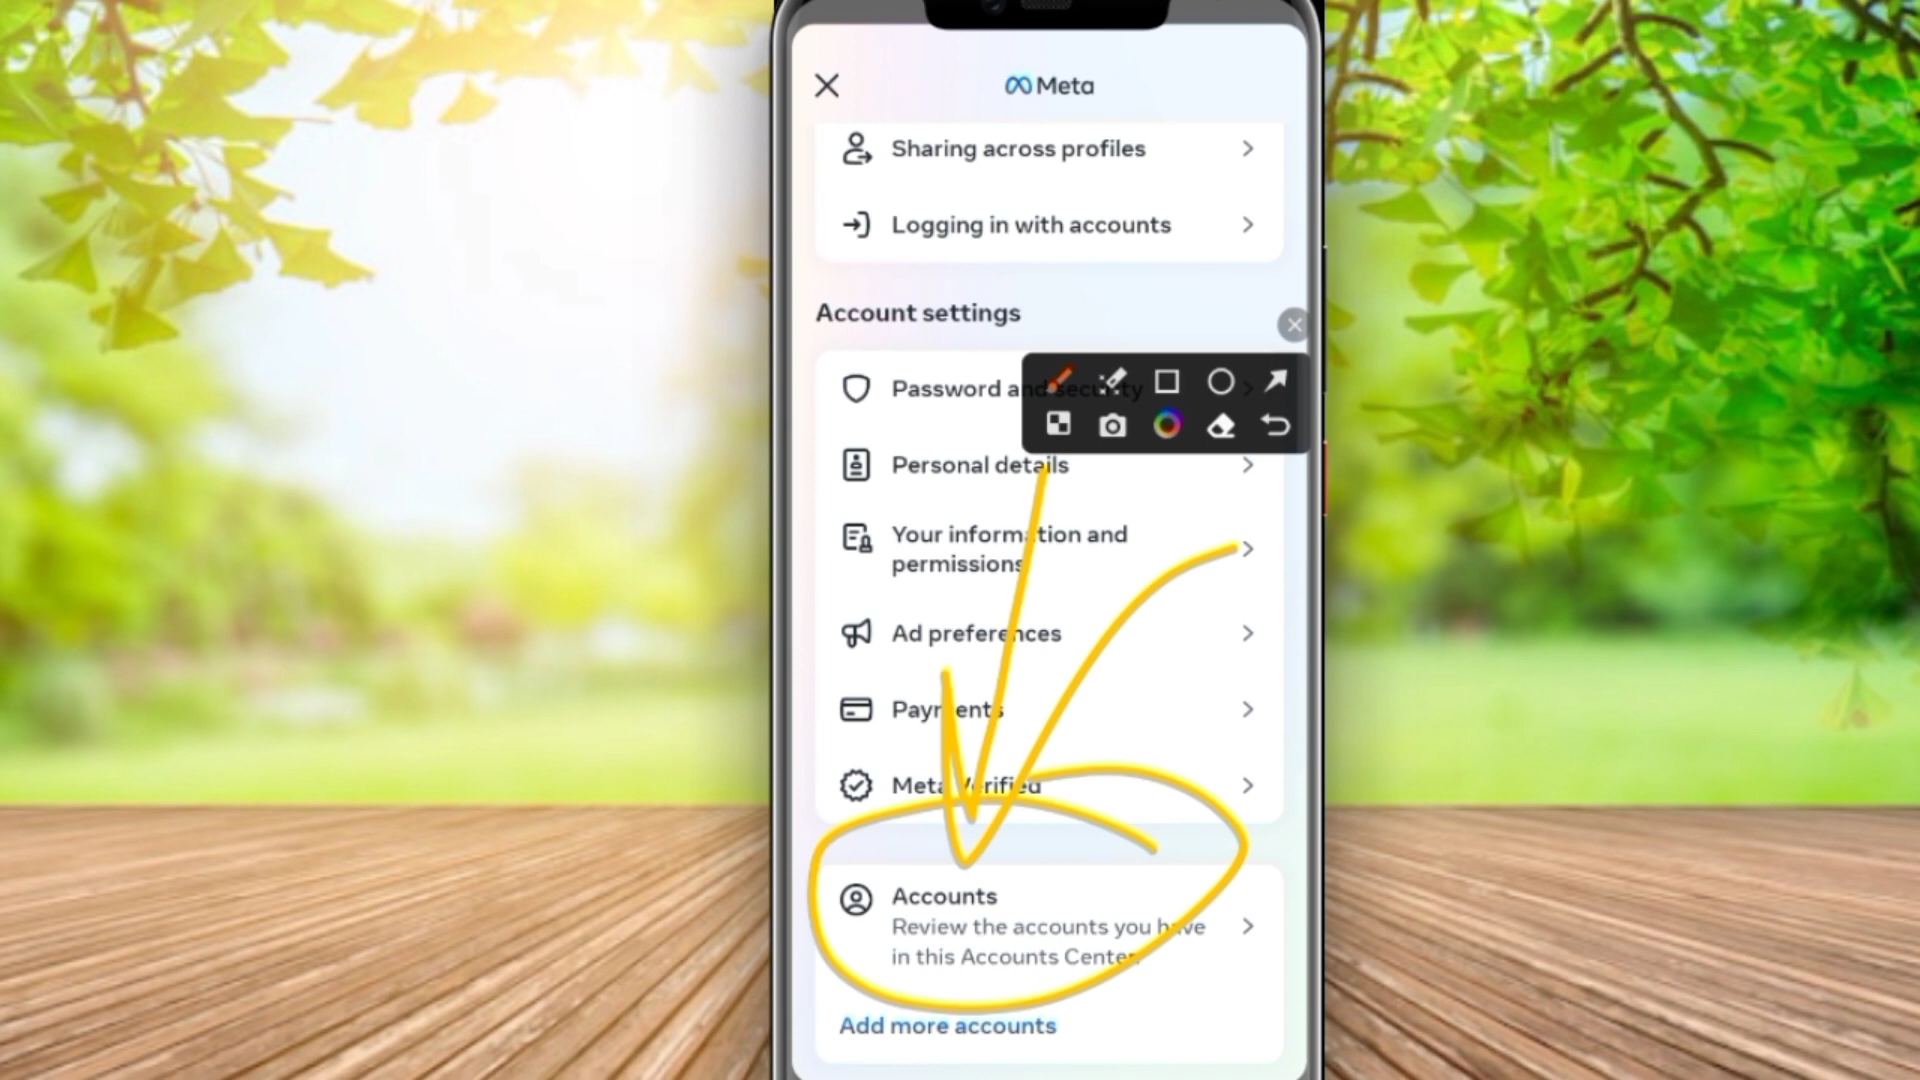 Meta
Sharing across profiles
Logging in with accounts
Account settings
Password and security
Personal details
Your information and
permissions
Ad preferences
Payments
Meta Verified
Accounts
Review the accounts you have
in this Accounts Center.
Add more accounts